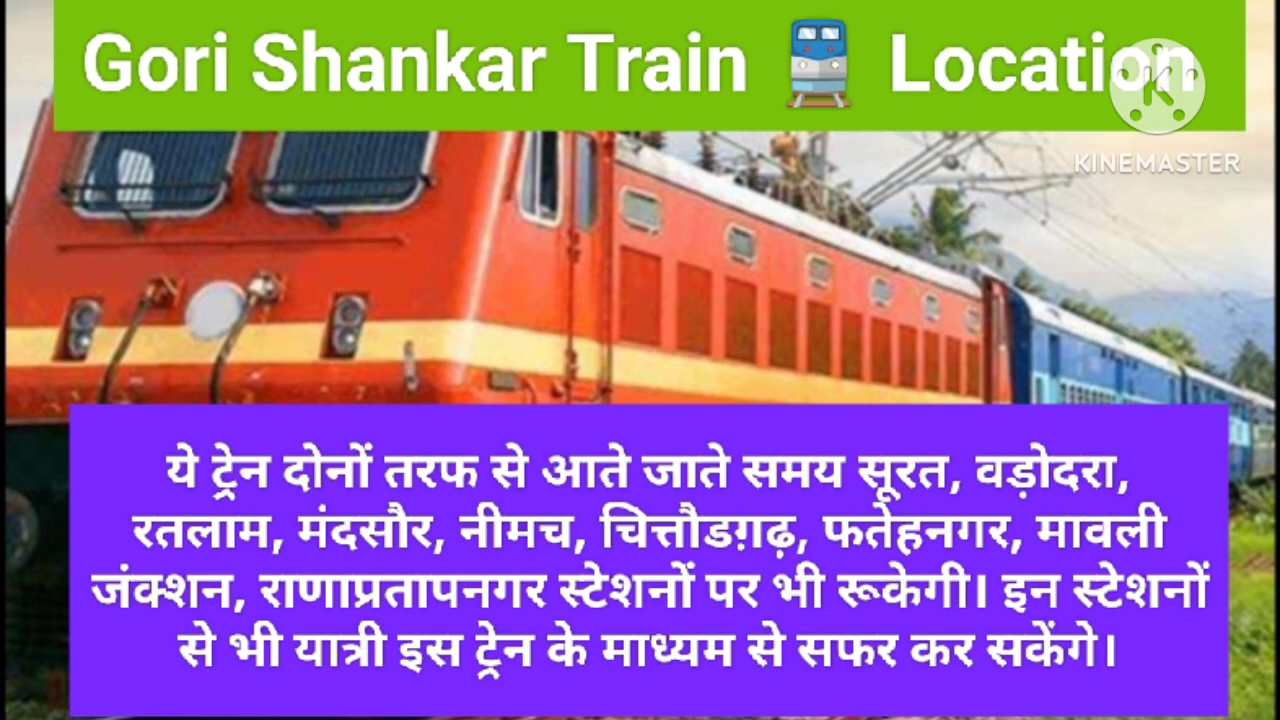 Gori Shankar Train 🚆 Location
K
KINEMASTER
ये ट्रेन दोनों तरफ से आते जाते समय सूरत, वड़ोदरा,
रतलाम, मंदसौर, नीमच, चित्तौडग़ढ़, फतेहनगर, मावली
जंक्शन, राणाप्रतापनगर स्टेशनों पर भी रूकेगी। इन स्टेशनों
से भी यात्री इस ट्रेन के माध्यम से सफर कर सकेंगे।